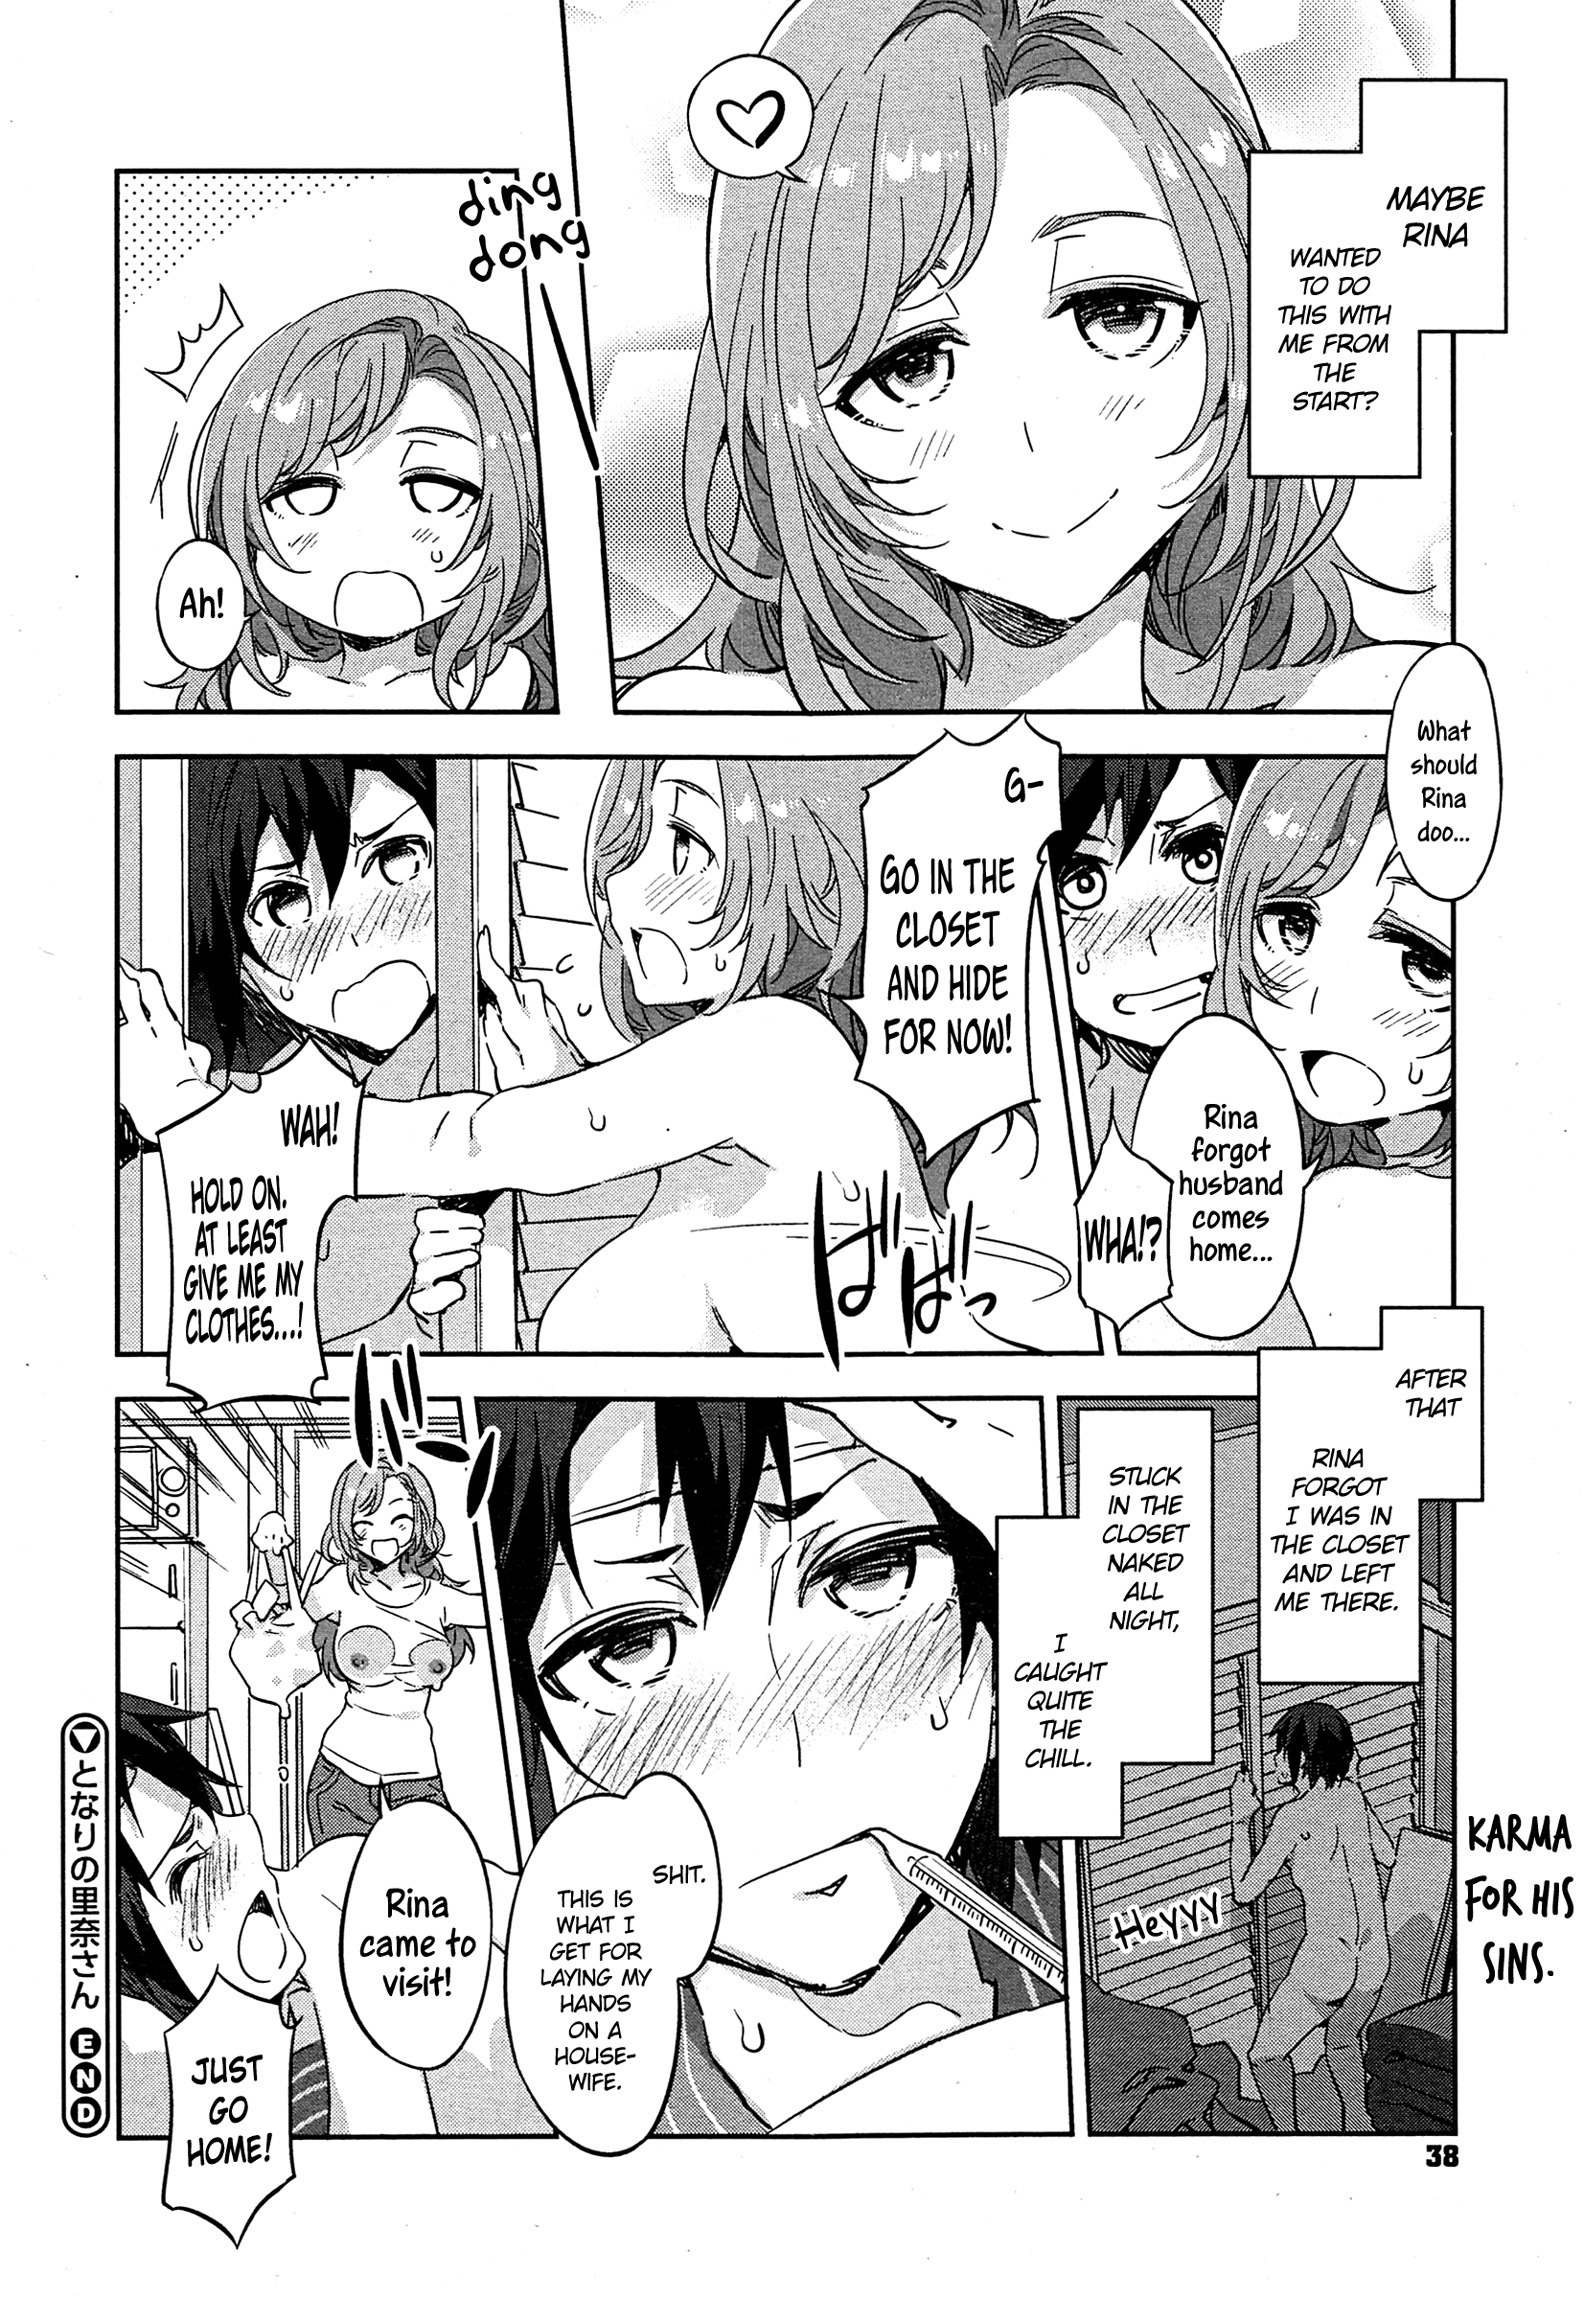 MAYBE
RINA
WANTED
TO DO
THIS WITH
ME FROM
THE
START?
ding
dong
Ah!
What
should
Rina
doo...
Rina
forgot
husband
comes
home...
WHA!?
G-
GO IN THE
CLOSET
AND HIDE
FOR NOW!
ばばっ
WAH!
HOLD ON.
AT LEAST
GIVE ME MY
CLOTHES...!
AFTER
THAT
RINA
FORGOT
I WAS IN
THE CLOSET
AND LEFT
ME THERE.
Heyyy
KARMA
FOR HIS
SINS.
STUCK
IN THE
CLOSET
NAKED
ALL
NIGHT,
I
CAUGHT
QUITE
THE
CHILL.
SHIT.
THIS IS
WHAT I
GET FOR
LAYING MY
HANDS
ON A
HOUSE-
WIFE.
Rina
came to
visit!
JUST
GO
HOME!
▼となりの里奈さん END
38